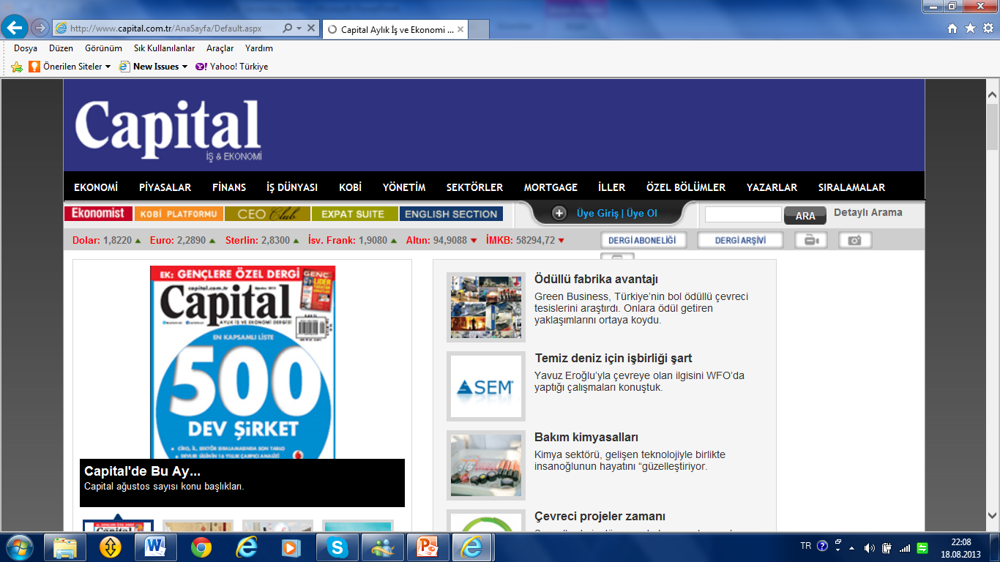 http://www.capital.com.tr/AnaSayfa/Default.aspx
Capital Aylık İş ve Ekonomi ...
Dosya Düzen Görünüm Sık Kullanılanlar Araçlar Yardım
Önerilen Siteler New Issues Yahoo! Türkiye
Capital
İŞ & EKONOMİ
EKONOMİ PİYASALAR FİNANS İŞ DÜNYASI KOBİ YÖNETİM SEKTÖRLER MORTGAGE İLLER ÖZEL BÖLÜMLER YAZARLAR SIRALAMALAR
Ekonomist KOBİ PLATFORMU CEO Club EXPAT SUITE ENGLISH SECTION Üye Giriş | Üye Ol ARA Detaylı Arama
Dolar: 1,8220 Euro: 2,2890 Sterlin: 2,8300 İsv. Frank: 1,9080 Altın: 94,9088 İMKB: 58294,72 DERGİ ABONELİĞİ DERGİ ARŞİVİ
EK: GENÇLERE ÖZEL DERGİ
GENÇ
capital.com.tr
Capital
AYLIK İŞ VE EKONOMİ DERGİSİ
EN KAPSAMLI LİSTE
500
DEV ŞİRKET
Capital'de Bu Ay...
Capital ağustos sayısı konu başlıkları.
Capital
Ödüllü fabrika avantajı
Green Business, Türkiye’nin bol ödüllü çevreci
tesislerini araştırdı. Onlara ödül getiren
yaklaşımlarını ortaya koydu.
SEM
Temiz deniz için işbirliği şart
Yavuz Eroğlu’yla çevreye olan ilgisini WFO’da
yaptığı çalışmaları konuştuk.
Bakım kimyasalları
Kimya sektörü, gelişen teknolojiyle birlikte
insanoğlunun hayatını “güzelleştiriyor.
Çevreci projeler zamanı
TR
22:08
18.08.2013